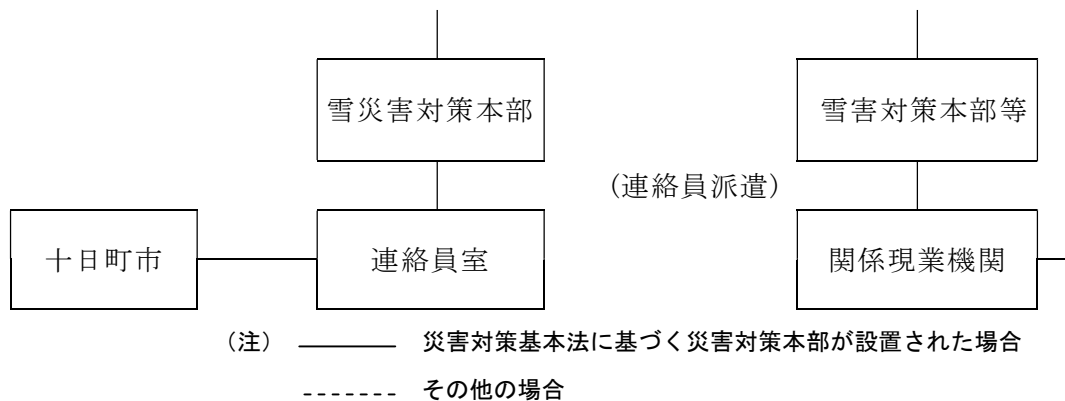 雪災害対策本部
雪害対策本部等
(連絡員派遣)
十日町市
連絡員室
関係現業機関
(注) 災害対策基本法に基づく災害対策本部が設置された場合
その他の場合